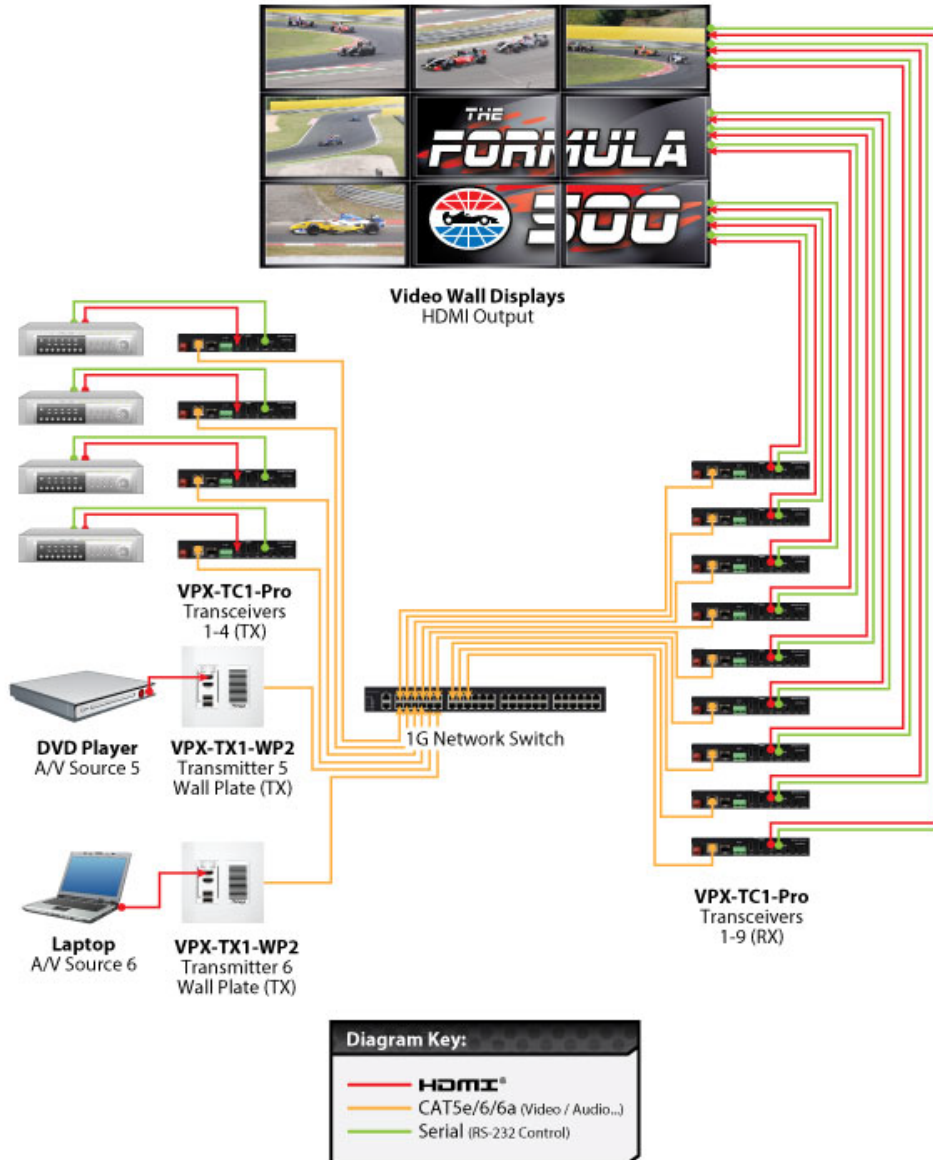 THE
FORMULA
500
Video Wall Displays
HDMI Output
VPX-TC1-Pro
Transceivers
1-4 (TX)
DVD Player
A/V Source 5
VPX-TX1-WP2
Transmitter 5
Wall Plate (TX)
1G Network Switch
Laptop
A/V Source 6
VPX-TX1-WP2
Transmitter 6
Wall Plate (TX)
VPX-TC1-Pro
Transceivers
1-9 (RX)
Diagram Key:
HDMI®
CAT5e/6/6a (Video / Audio...)
Serial (RS-232 Control)